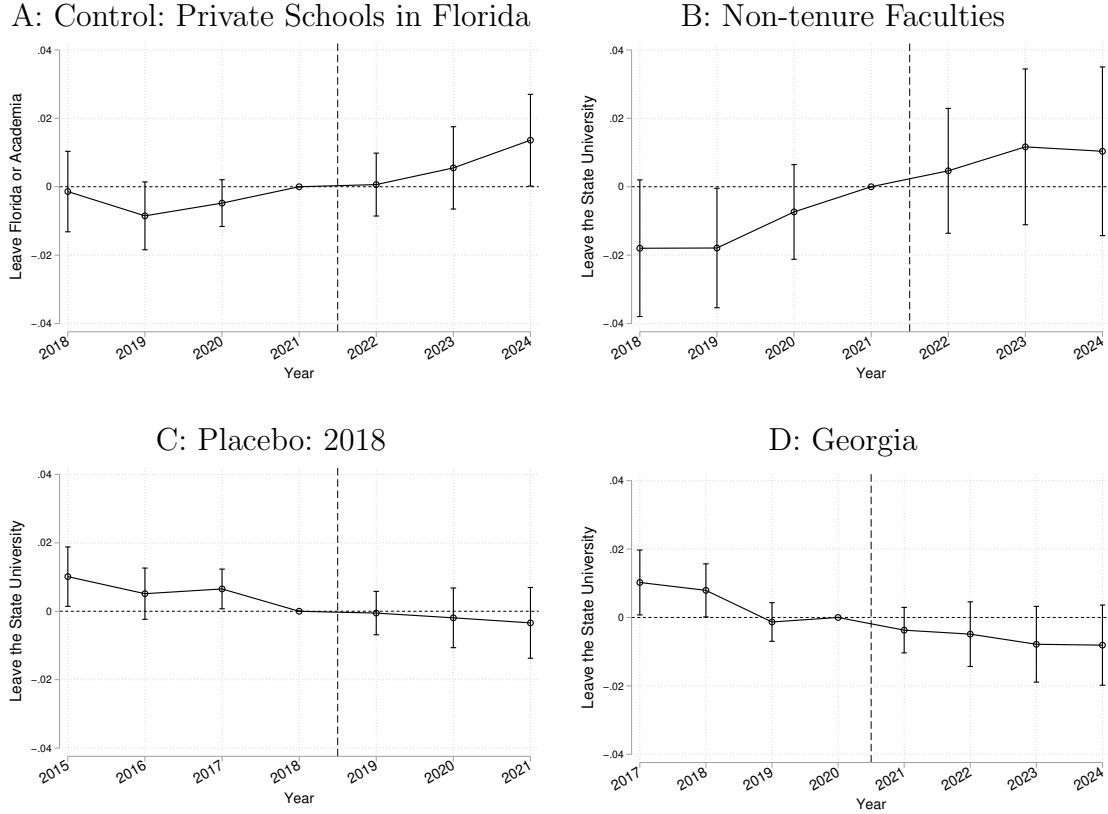 A: Control: Private Schools in Florida
Leave Florida or Academia
.04
.02
0
-.02
-.04
2018 2019 2020 2021 2022 2023 2024
Year
B: Non-tenure Faculties
Leave the State University
.04
.02
0
-.02
-.04
2018 2019 2020 2021 2022 2023 2024
Year
C: Placebo: 2018
Leave the State University
.04
.02
0
-.02
-.04
2015 2016 2017 2018 2019 2020 2021
Year
D: Georgia
Leave the State University
.04
.02
0
-.02
-.04
2017 2018 2019 2020 2021 2022 2023 2024
Year